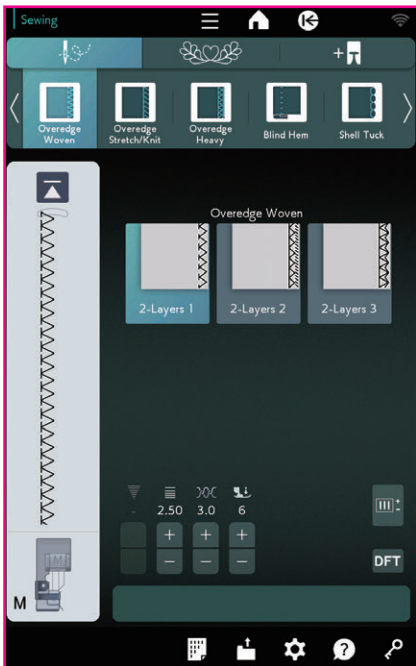 Sewing
Overedge
Woven
Overedge
Stretch/Knit
Overedge
Heavy
Blind Hem
Shell Tuck
Overedge Woven
2-Layers 1
2-Layers 2
2-Layers 3
- 2.50 3.0 6
+ + +
- - -
DFT
M